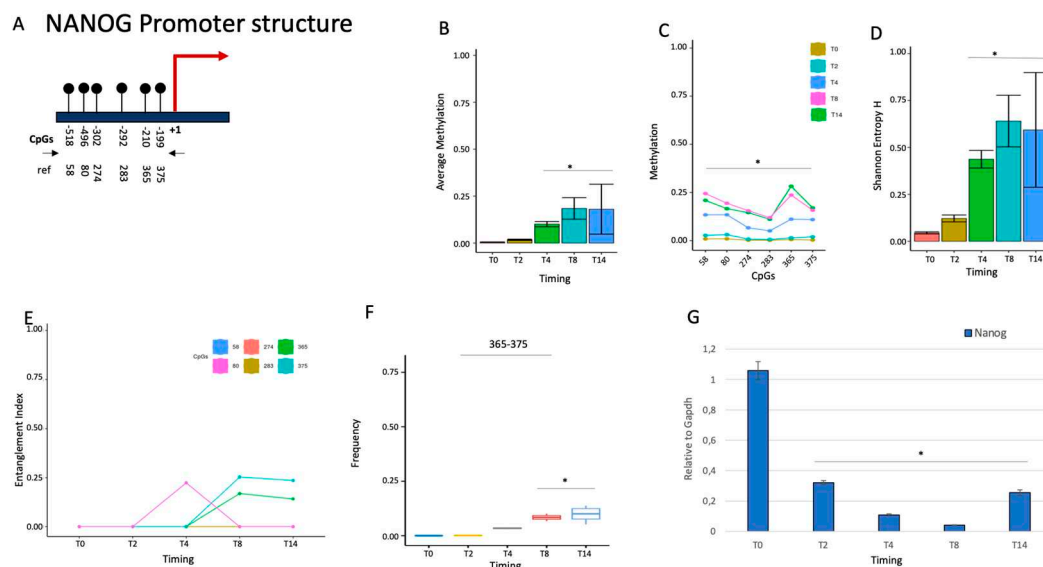 A NANOG Promoter structure
-518 -496 -302 -292 -210 -199 +1
CpGs
ref 58 80 274 283 365 375
B
Average Methylation
1.00
0.75
0.50
0.25
0.00
*
T0 T2 T4 T8 T14
Timing
C
Methylation
1.00
0.75
0.50
0.25
0.00
*
T0
T2
T4
T8
T14
58 80 274 283 365 375
CpGs
D
Shannon Entropy H
1.00
0.75
0.50
0.25
0.00
*
T0 T2 T4 T8 T14
Timing
E
Entanglement Index
1.00
0.75
0.50
0.25
0.00
CpGs
58 274 365
80 283 375
T0 T2 T4 T8 T14
Timing
F
365-375
Frequency
0.75
0.50
0.25
0.00
*
T0 T2 T4 T8 T14
Timing
G
Nanog
Relative to Gapdh
1,2
1
0,8
0,6
0,4
0,2
0
*
T0 T2 T4 T8 T14
Timing